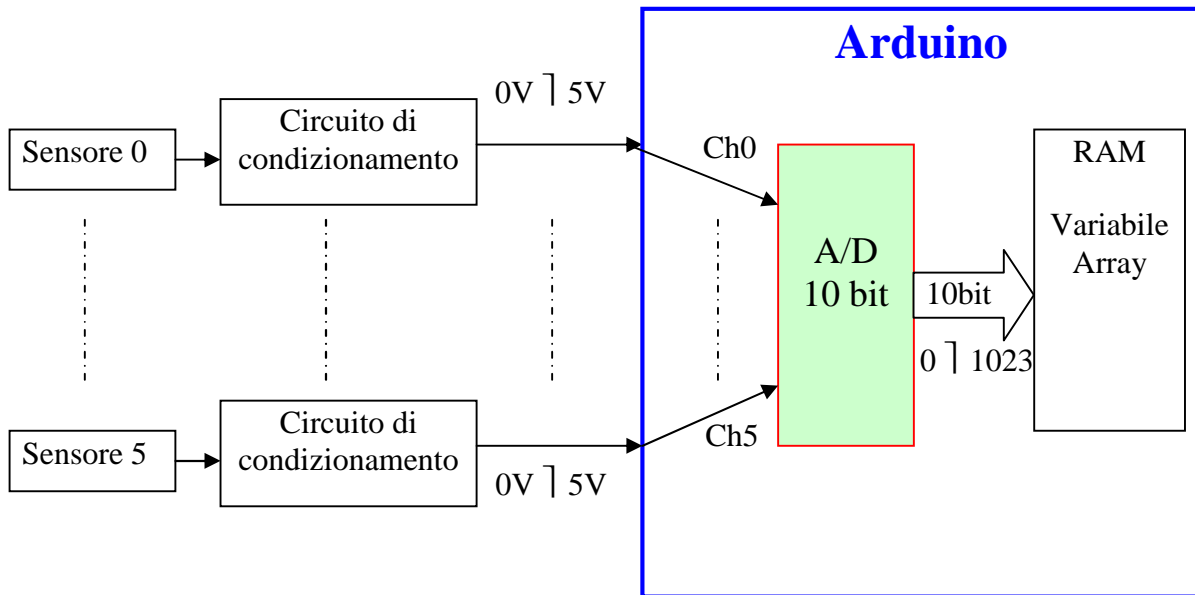 Arduino
0V ⎤ 5V
Sensore 0
Circuito di
condizionamento
Ch0
RAM
Variabile
Array
A/D
10 bit
10bit
0 ⎤ 1023
Sensore 5
Circuito di
condizionamento
Ch5
0V ⎤ 5V